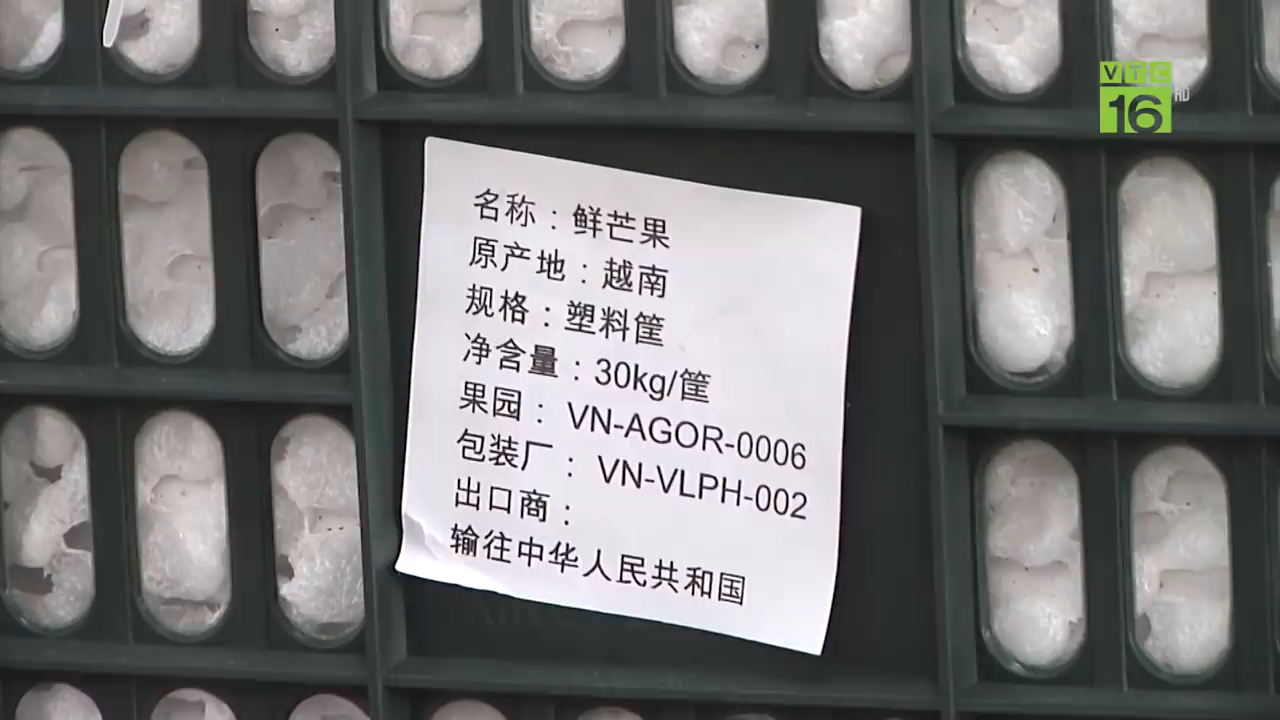 VTC
16 HD
名称：鲜芒果
原产地：越南
规格：塑料筐
净含量：30kg/筐
果园： VN-AGOR-0006
包装厂： VN-VLPH-002
出口商：
输往中华人民共和国